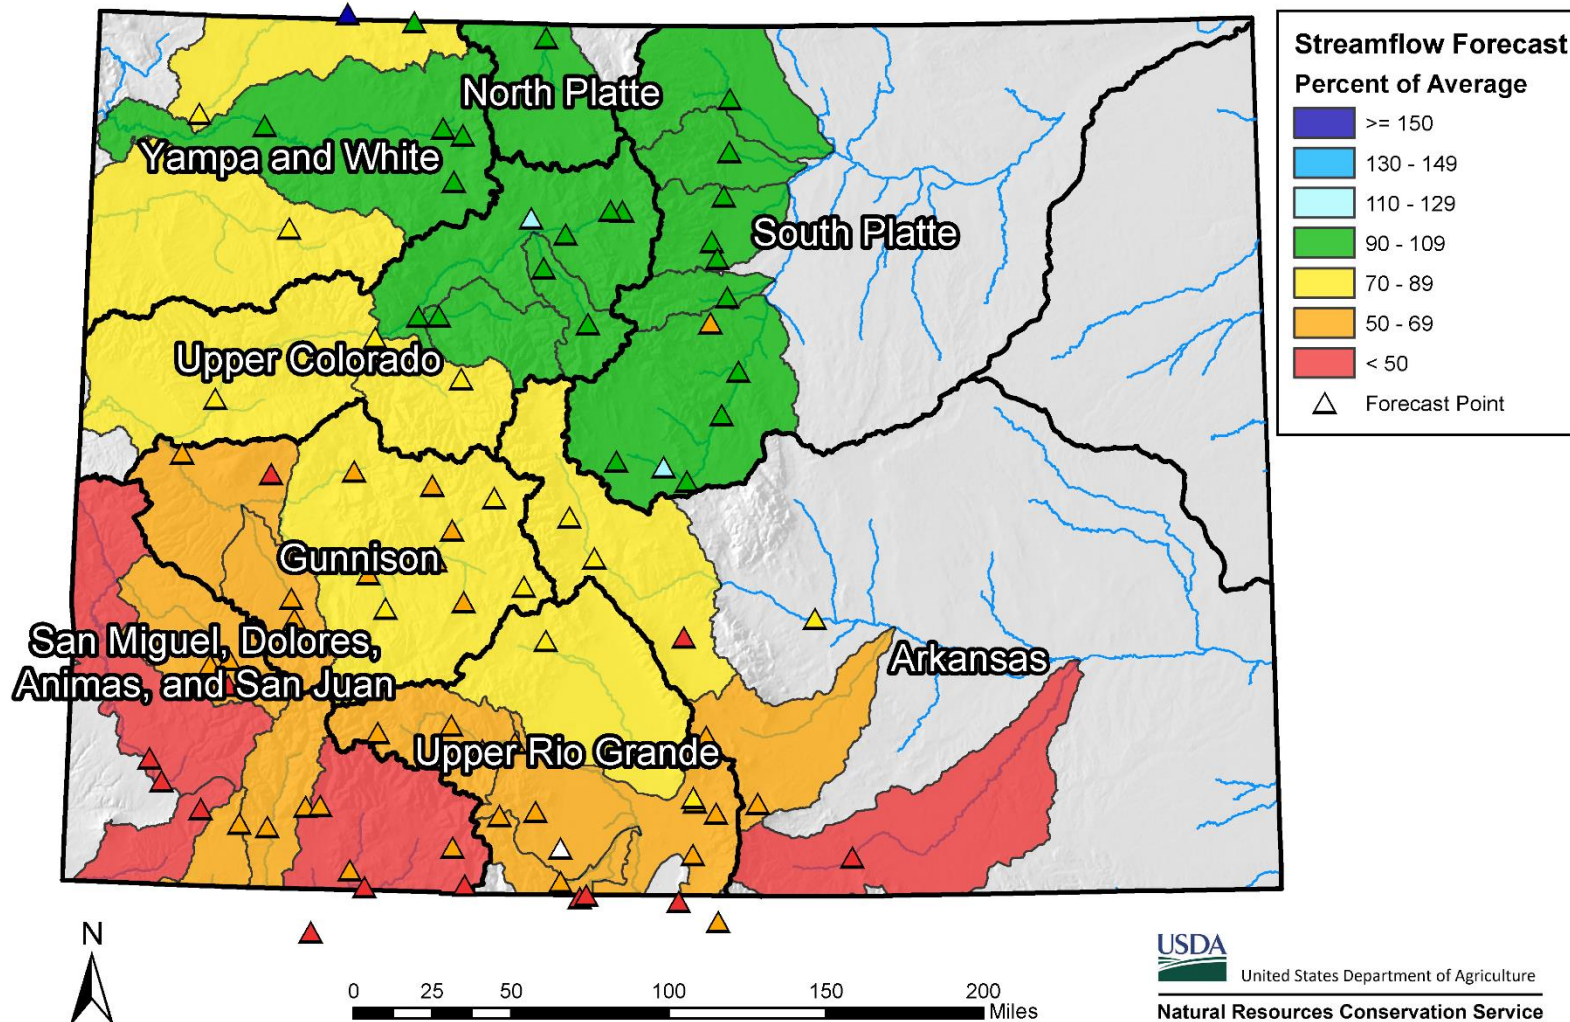 Streamflow Forecast
Percent of Average
>= 150
130 - 149
110 - 129
90 - 109
70 - 89
50 - 69
< 50
Forecast Point
North Platte
Yampa and White
South Platte
Upper Colorado
Gunnison
San Miguel, Dolores,
Animas, and San Juan
Arkansas
Upper Rio Grande
N
0 25 50 100 150 200
Miles
USDA
United States Department of Agriculture
Natural Resources Conservation Service